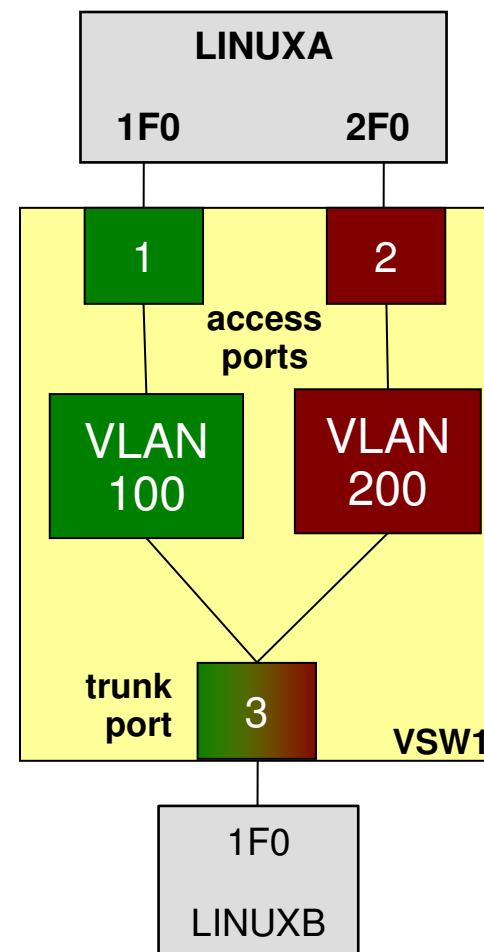 LINUXA
1F0 2F0
1 2
access
ports
VLAN
100
VLAN
200
trunk
port
3
VSW1
1F0
LINUXB